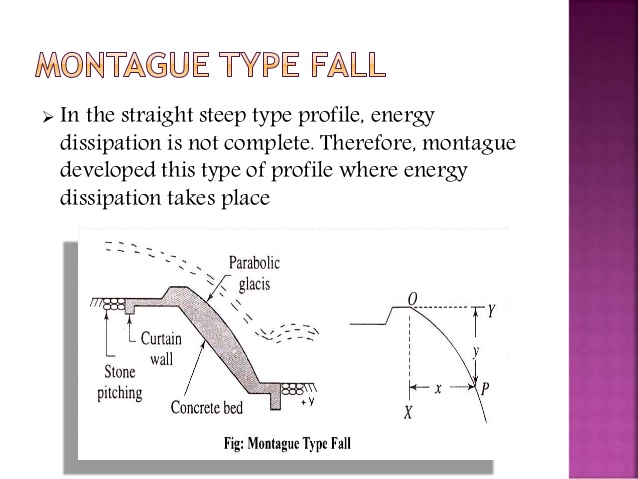 MONTAGUE TYPE FALL
In the straight steep type profile, energy
dissipation is not complete. Therefore, montague
developed this type of profile where energy
dissipation takes place
Parabolic
glacis
Curtain
wall
Stone
pitching
Concrete bed
+ y
O
Y
y
x
P
X
Fig: Montague Type Fall